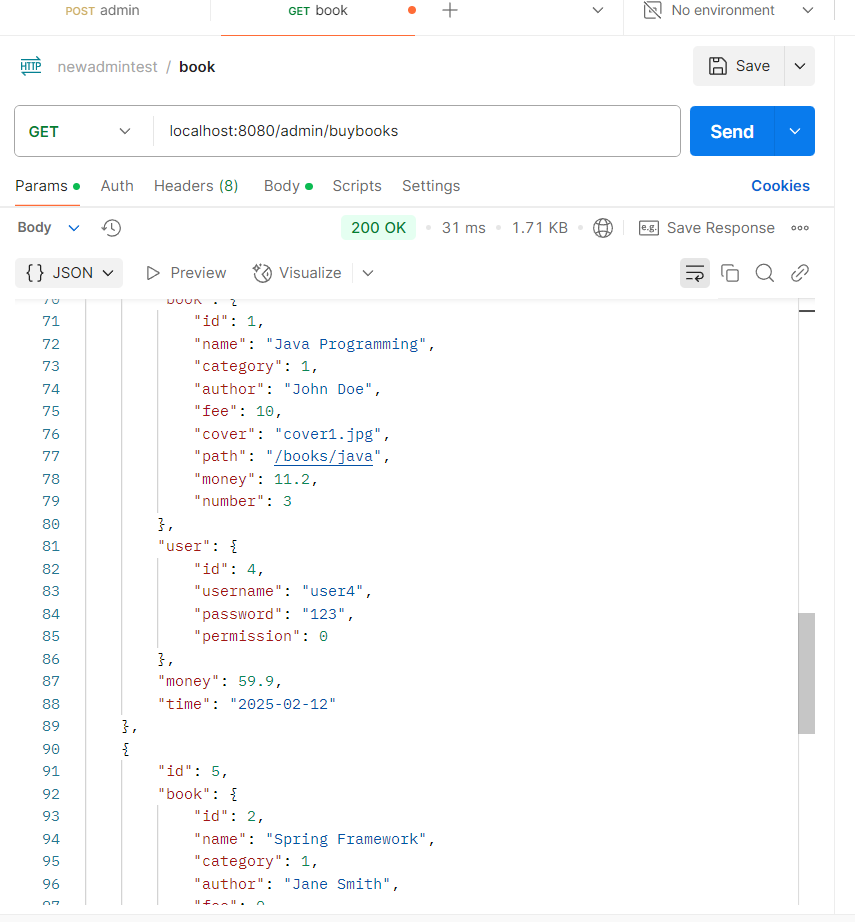 POST admin
GET book
No environment
HTTP newadmintest / book
Save
GET
localhost:8080/admin/buybooks
Send
Params
Auth
Headers (8)
Body
Scripts
Settings
Cookies
Body
200 OK
31 ms
1.71 KB
e.g. Save Response
{} JSON
Preview
Visualize
70 "book": {
71 "id": 1,
72 "name": "Java Programming",
73 "category": 1,
74 "author": "John Doe",
75 "fee": 10,
76 "cover": "cover1.jpg",
77 "path": "/books/java",
78 "money": 11.2,
79 "number": 3
80 },
81 "user": {
82 "id": 4,
83 "username": "user4",
84 "password": "123",
85 "permission": 0
86 },
87 "money": 59.9,
88 "time": "2025-02-12"
89 },
90 {
91 "id": 5,
92 "book": {
93 "id": 2,
94 "name": "Spring Framework",
95 "category": 1,
96 "author": "Jane Smith",
97 "fee":